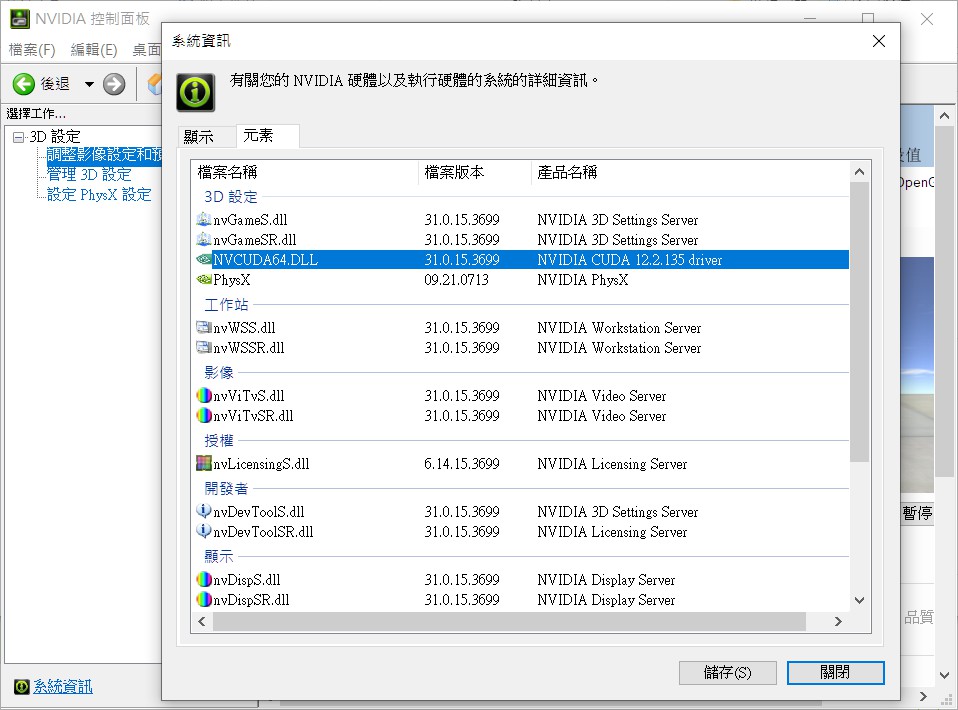 NVIDIA 控制面板
檔案(F) 編輯(E) 桌面
後退
選擇工作...
3D 設定
調整影像設定和預
管理 3D 設定
設定 PhysX 設定
系統資訊
系統資訊
有關您的 NVIDIA 硬體以及執行硬體的系統的詳細資訊。
顯示 元素
檔案名稱 檔案版本 產品名稱
3D 設定
nvGameS.dll 31.0.15.3699 NVIDIA 3D Settings Server
nvGameSR.dll 31.0.15.3699 NVIDIA 3D Settings Server
NVCUDA64.DLL 31.0.15.3699 NVIDIA CUDA 12.2.135 driver
PhysX 09.21.0713 NVIDIA PhysX
工作站
nvWSS.dll 31.0.15.3699 NVIDIA Workstation Server
nvWSSR.dll 31.0.15.3699 NVIDIA Workstation Server
影像
nvViTvS.dll 31.0.15.3699 NVIDIA Video Server
nvViTvSR.dll 31.0.15.3699 NVIDIA Video Server
授權
nvLicensingS.dll 6.14.15.3699 NVIDIA Licensing Server
開發者
nvDevToolS.dll 31.0.15.3699 NVIDIA 3D Settings Server
nvDevToolSR.dll 31.0.15.3699 NVIDIA Licensing Server
顯示
nvDispS.dll 31.0.15.3699 NVIDIA Display Server
nvDispSR.dll 31.0.15.3699 NVIDIA Display Server
儲存(S) 關閉
值
OpenG
暫停
品質